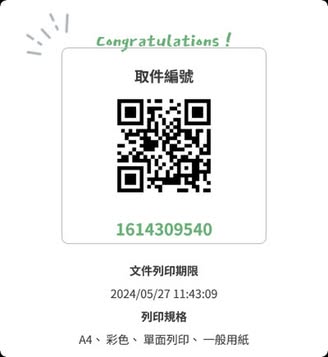 Congratulations!
取件編號
1614309540
文件列印期限
2024/05/27 11:43:09
列印規格
A4、 彩色、 單面列印、 一般用紙